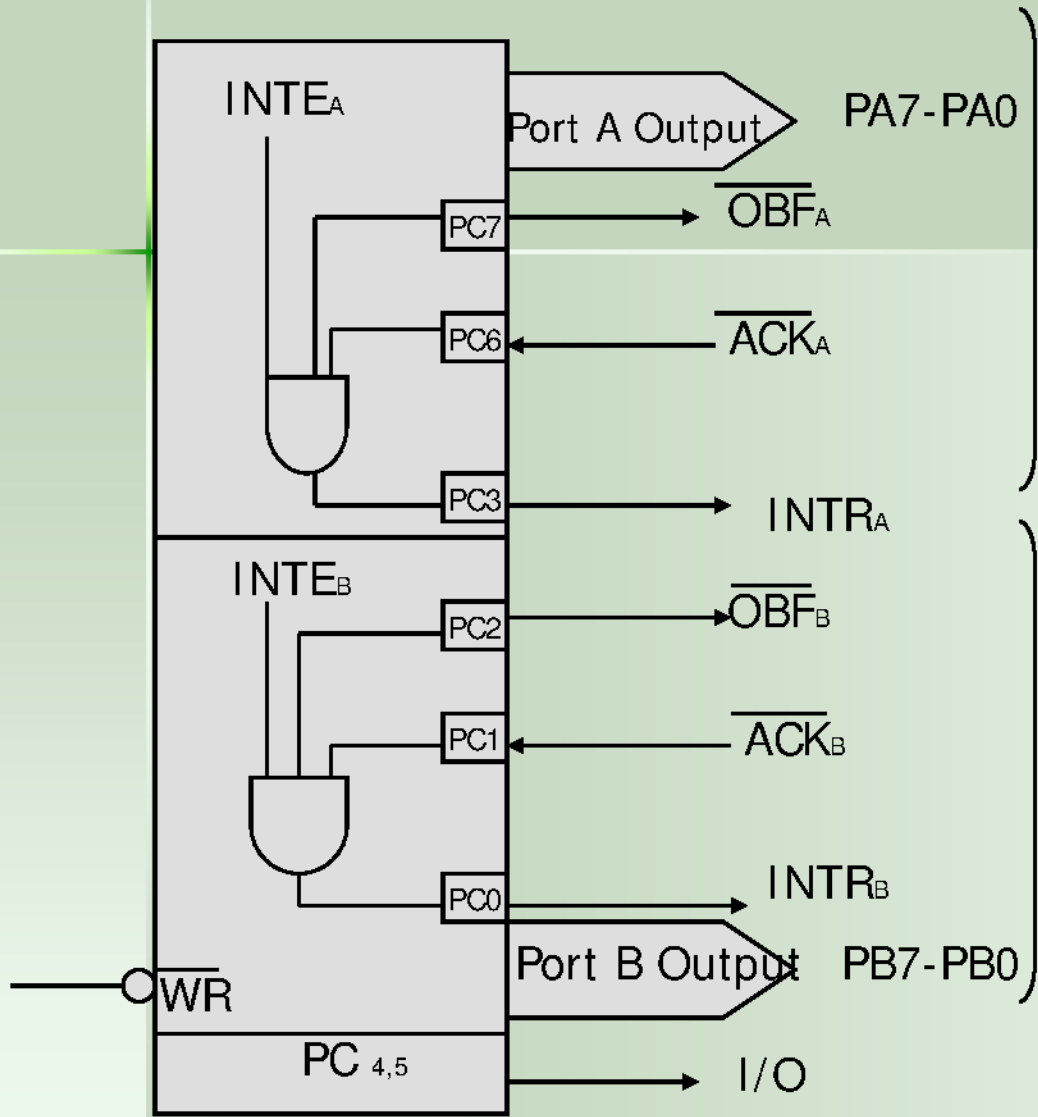 INTEA
Port A Output
PA7-PA0
PC7
OBFA
PC6
ACKA
PC3
INTRA
INTEB
PC2
OBFB
PC1
ACKB
PC0
INTRB
Port B Output
PB7-PB0
WR
PC 4,5
I/O